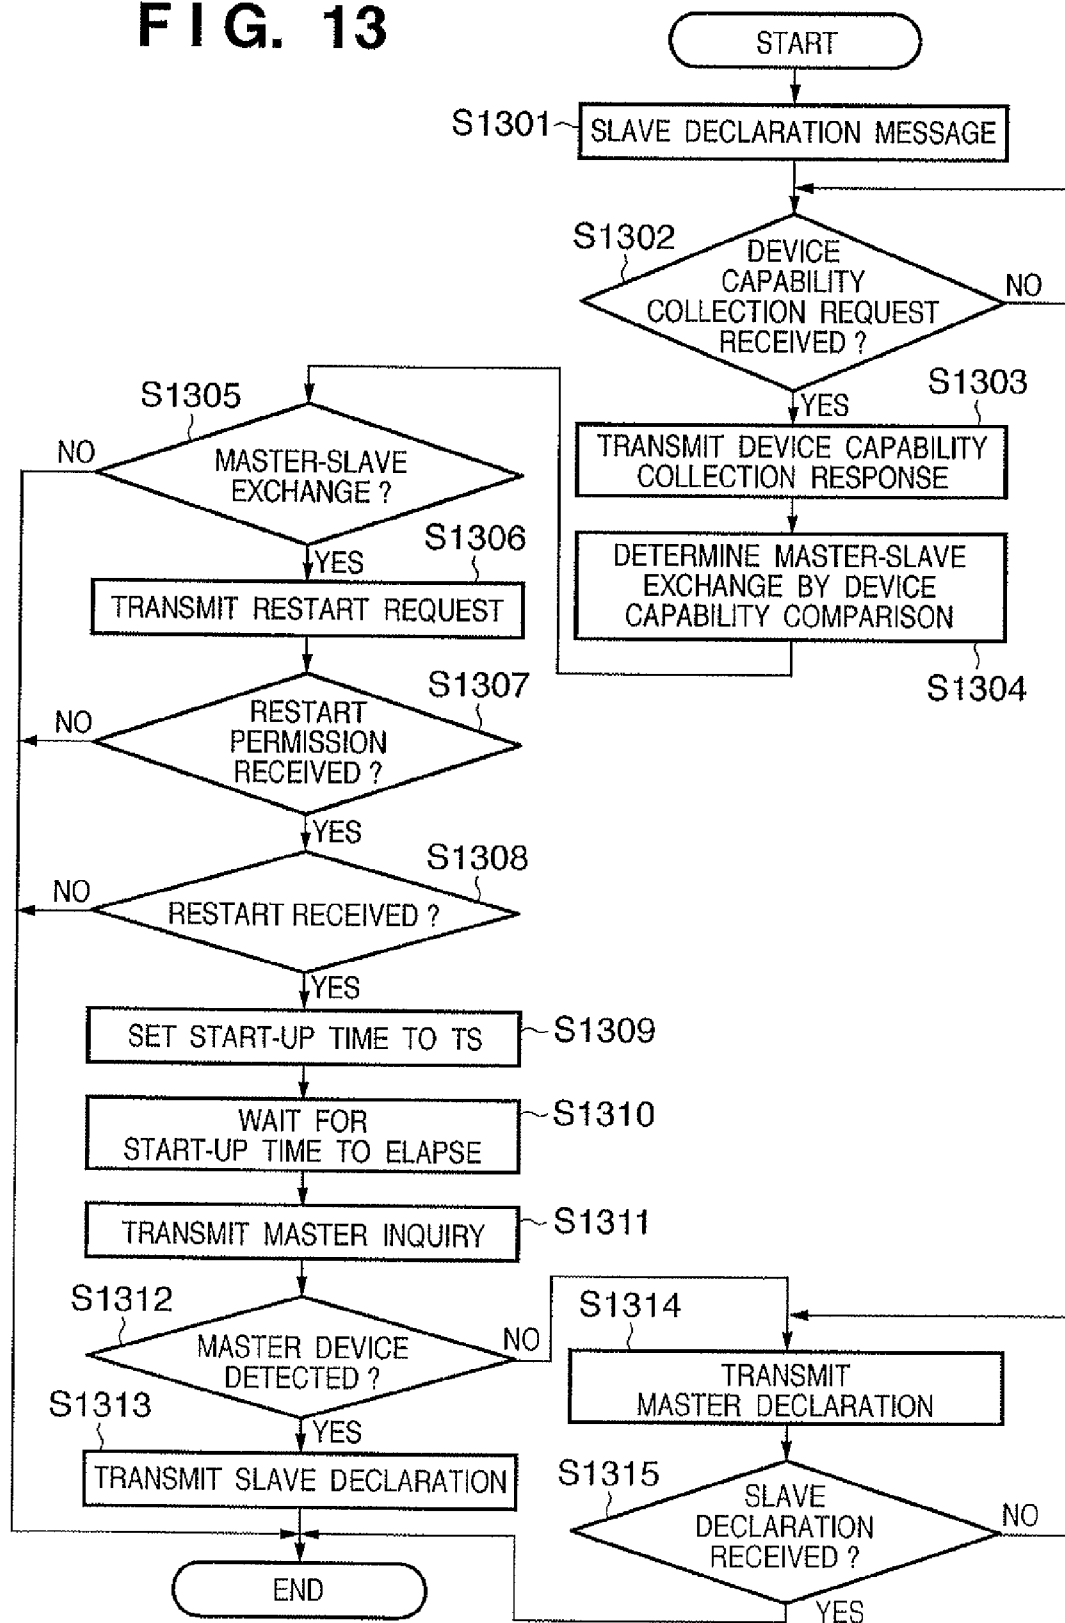 FIG. 13
START
S1301
SLAVE DECLARATION MESSAGE
S1302
DEVICE
CAPABILITY
COLLECTION REQUEST
RECEIVED ?
NO
YES
S1303
TRANSMIT DEVICE CAPABILITY
COLLECTION RESPONSE
DETERMINE MASTER-SLAVE
EXCHANGE BY DEVICE
CAPABILITY COMPARISON
S1304
S1305
NO
MASTER-SLAVE
EXCHANGE ?
YES
S1306
TRANSMIT RESTART REQUEST
S1307
NO
RESTART
PERMISSION
RECEIVED ?
YES
S1308
NO
RESTART RECEIVED ?
YES
SET START-UP TIME TO TS
S1309
WAIT FOR
START-UP TIME TO ELAPSE
S1310
TRANSMIT MASTER INQUIRY
S1311
S1312
MASTER DEVICE
DETECTED ?
NO
YES
S1313
TRANSMIT SLAVE DECLARATION
S1314
TRANSMIT
MASTER DECLARATION
S1315
SLAVE
DECLARATION
RECEIVED ?
NO
YES
END